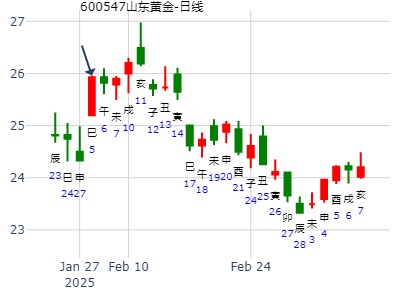 600547山东黄金-日线
27
26
25
24
23
辰
23
巳
24
申
27
巳
5
午
6
未
7
戌
10
亥
11
子
12
丑
13
寅
14
巳
17
午
18
未
19
申
20
酉
21
子
24
丑
25
寅
26
卯
27
辰
28
巳
3
申
4
酉
5
戌
6
亥
7
Jan 27
2025
Feb 10
Feb 24